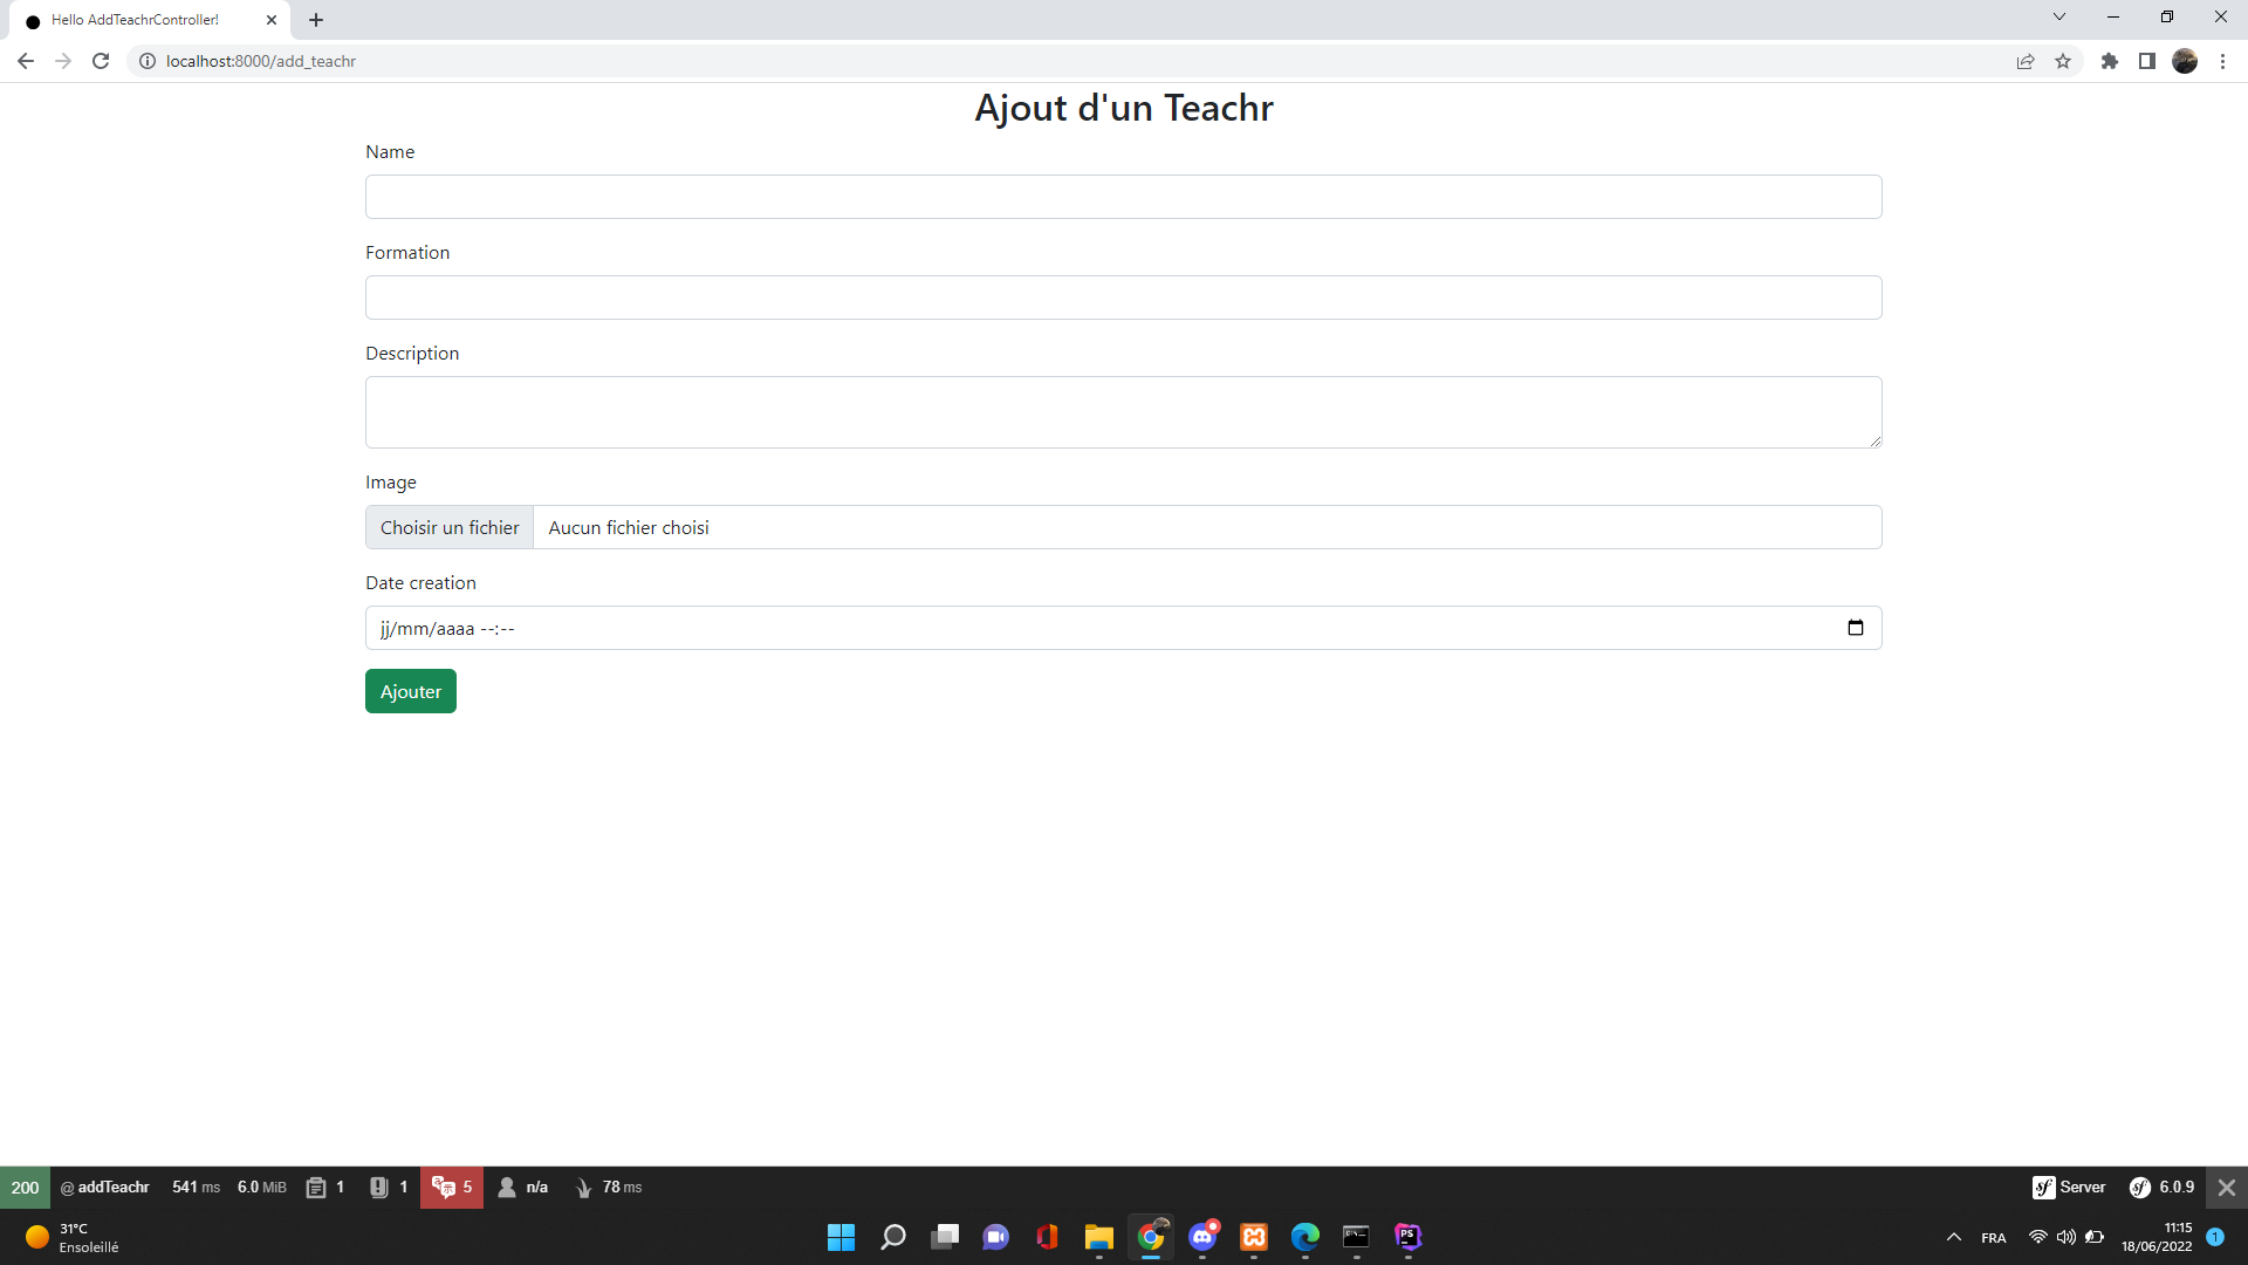 Hello AddTeachrController!
localhost:8000/add_teachr
Ajout d'un Teachr
Name
Formation
Description
Image
Choisir un fichier Aucun fichier choisi
Date creation
jj/mm/aaaa --:--
Ajouter
200 @ addTeachr 541 ms 6.0 MiB 1 1 5 n/a 78 ms Server 6.0.9
31°C
Ensoleillé
PS
FRA
11:15
18/06/2022
1